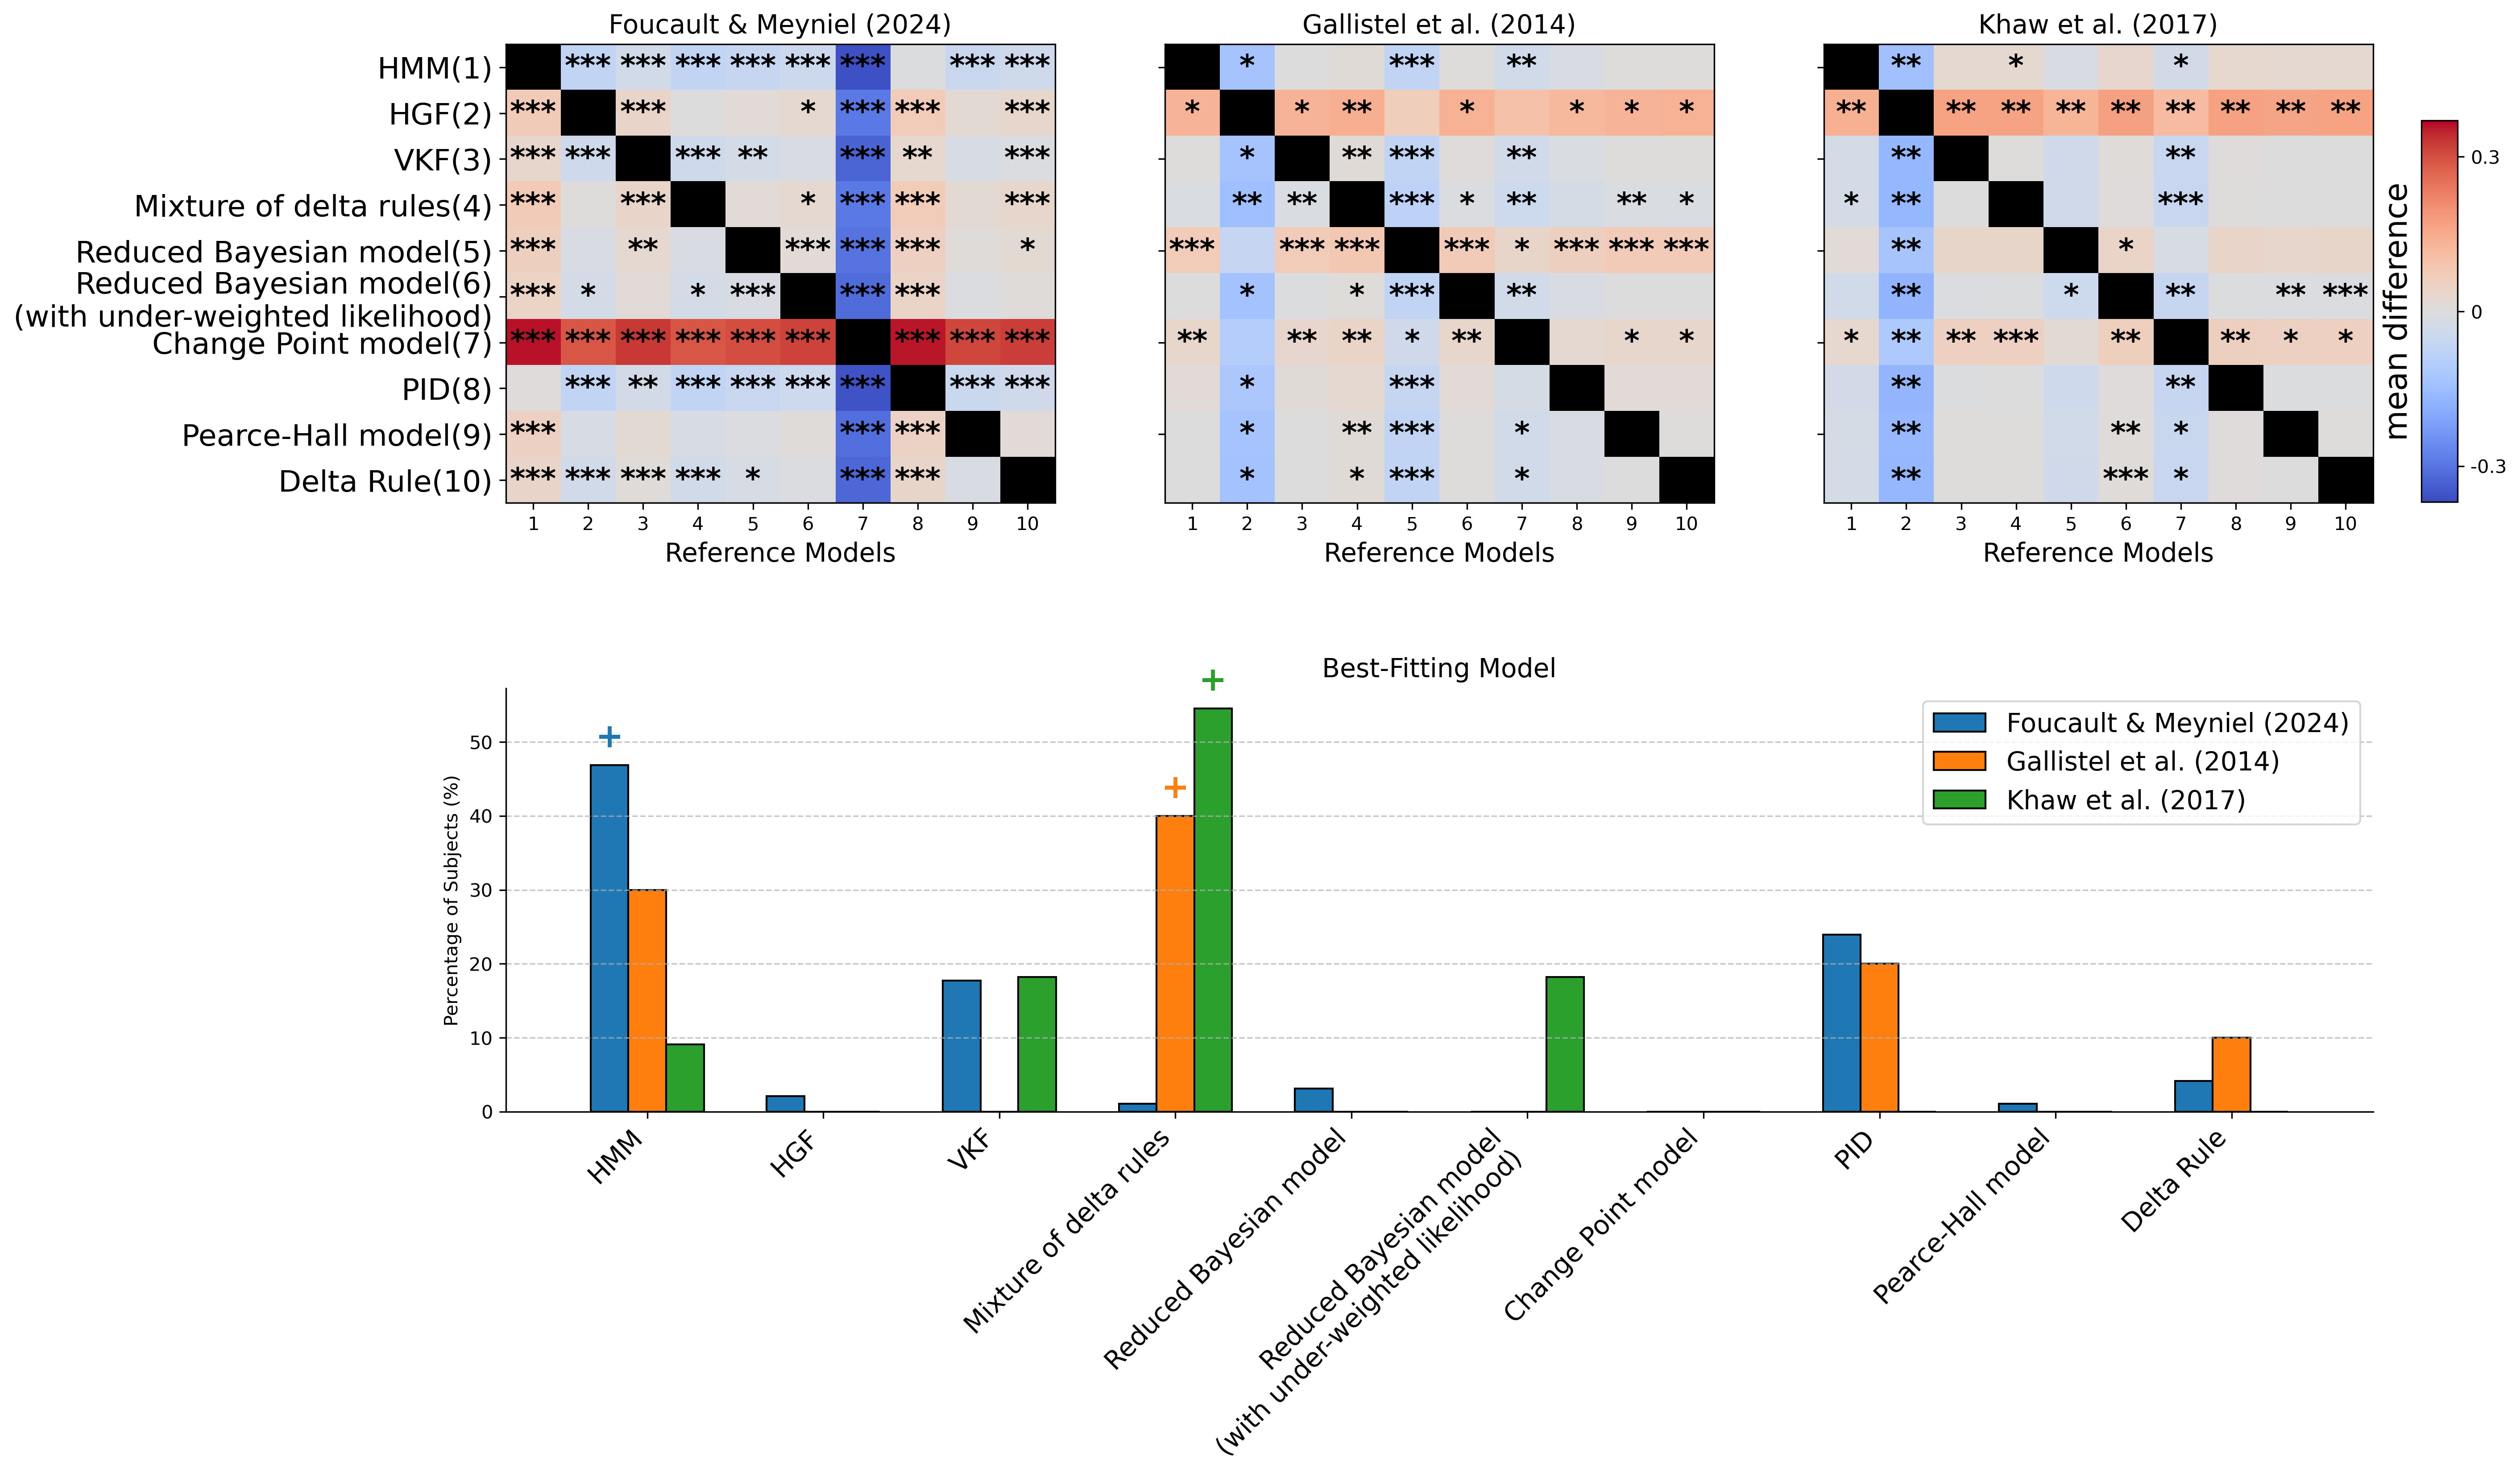 Foucault & Meyniel (2024)
Gallistel et al. (2014)
Khaw et al. (2017)
HMM(1)
*** *** *** *** *** *** *** ***
* *** **
** * *
HGF(2)
*** *** * *** *** ***
* * ** * * * *
** ** ** ** ** ** ** ** **
VKF(3)
*** *** *** ** *** ** ***
* ** *** **
** **
Mixture of delta rules(4)
*** *** * *** *** ***
** ** *** * ** ** *
* ** ***
Reduced Bayesian model(5)
*** ** *** *** *** *
*** *** *** *** * *** *** ***
** *
Reduced Bayesian model(6)
(with under-weighted likelihood)
*** * * *** *** ***
* * *** **
** * ** ** ***
Change Point model(7)
*** *** *** *** *** *** *** *** ***
** ** ** * ** * *
* ** ** *** ** ** * *
PID(8)
*** ** *** *** *** *** *** ***
* ***
** **
Pearce-Hall model(9)
*** *** ***
* ** *** *
** ** *
Delta Rule(10)
*** *** *** *** * *** ***
* * *** *
** *** *
1 2 3 4 5 6 7 8 9 10
1 2 3 4 5 6 7 8 9 10
1 2 3 4 5 6 7 8 9 10
Reference Models
Reference Models
Reference Models
0.3
0
-0.3
mean difference
Best-Fitting Model
+
+
+
Foucault & Meyniel (2024)
Gallistel et al. (2014)
Khaw et al. (2017)
Percentage of Subjects (%)
50
40
30
20
10
0
HMM
HGF
VKF
Mixture of delta rules
Reduced Bayesian model
Reduced Bayesian model
(with under-weighted likelihood)
Change Point model
PID
Pearce-Hall model
Delta Rule